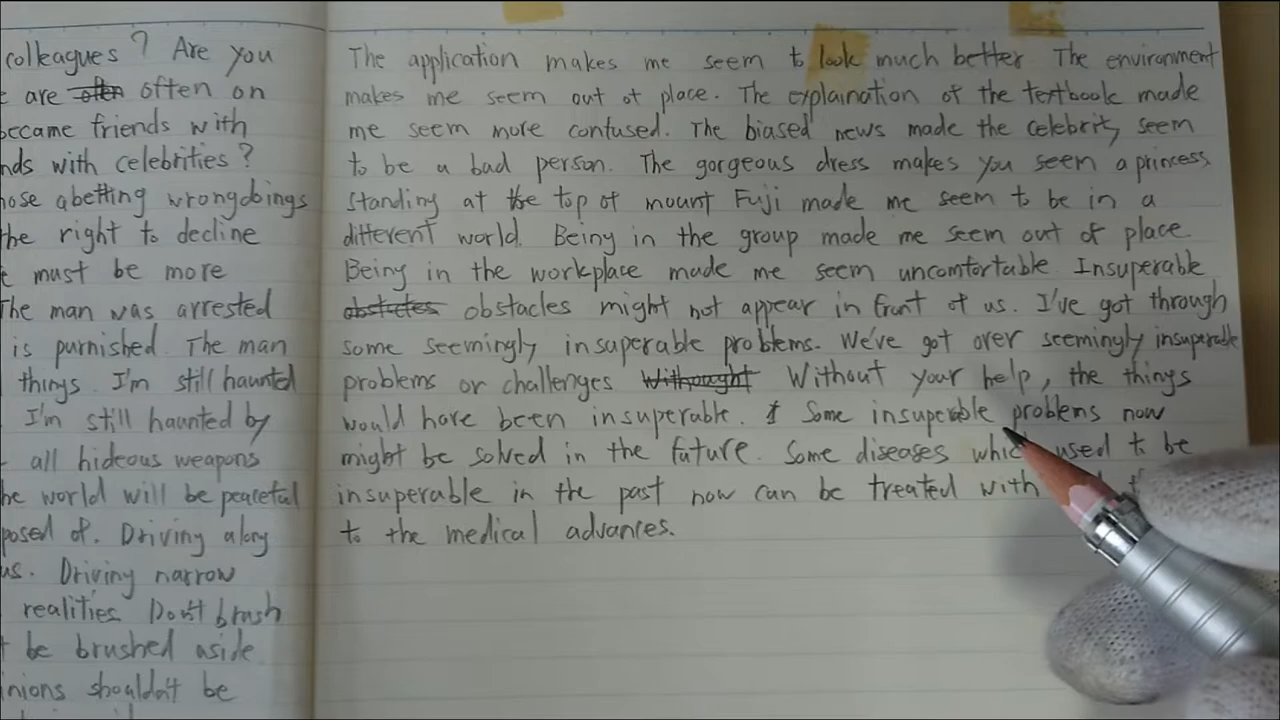 colleagues? Are you
are often often on
became friends with
nds with celebrities?
hose abetting wrongdoings
the right to decline
t must be more
The man was arrested
is purnished. The man
things. I'm still haunted
I'm still haunted by
all hideous weapons
he world will be peaceful
posed of. Driving along
us. Driving narrow
realities. Don't brush
t be brushed aside
inions shouldn't be
The application makes me seem to look much better The environment
makes me seem out of place. The explaination of the textbook made
me seem more confused. The biased news made the celebrity seem
to be a bad person. The gorgeous dress makes you seem a princess.
Standing at the top of mount Fuji made me seem to be in a
different world. Being in the group made me seem out of place.
Being in the workplace made me seem uncomfortable. Insuperable
obstctes obstacles might not appear in front of us. I've got through
some seemingly insuperable problems. We've got over seemingly insuperable
problems or challenges Withought Without your help, the things
would have been insuperable. Some insuperable problems now
might be solved in the future. Some diseases which used to be
insuperable in the past now can be treated with
to the medical advances.